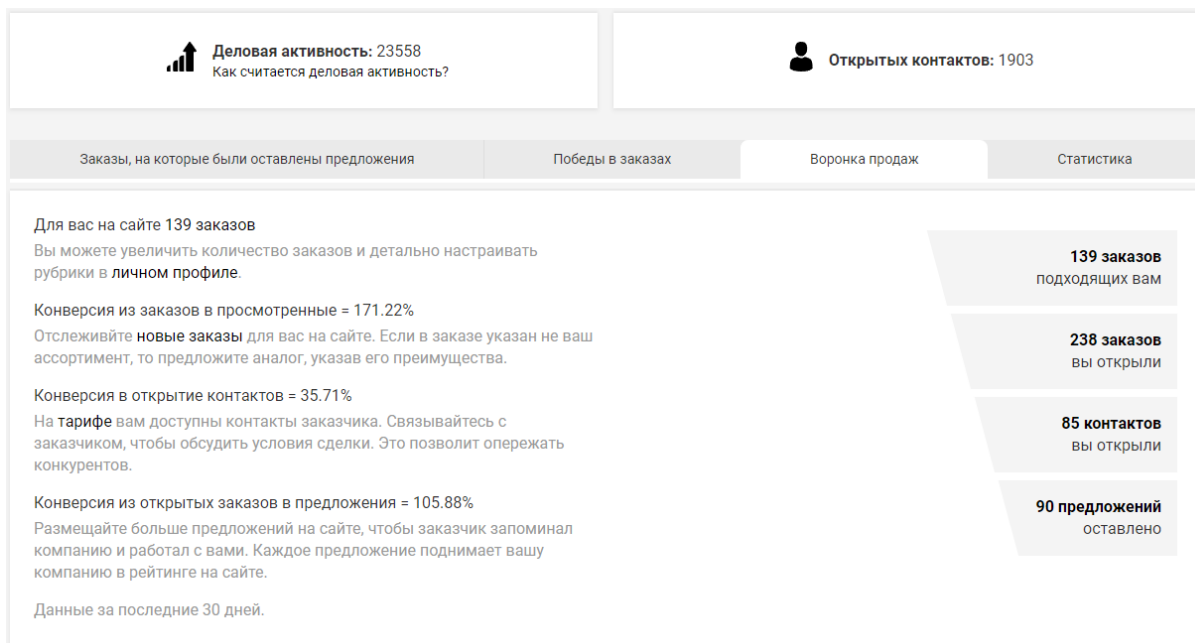 Деловая активность: 23558
Как считается деловая активность?
Открытых контактов: 1903
Заказы, на которые были оставлены предложения
Победы в заказах
Воронка продаж
Статистика
Для вас на сайте 139 заказов
Вы можете увеличить количество заказов и детально настраивать
рубрики в личном профиле.
Конверсия из заказов в просмотренные = 171.22%
Отслеживйте новые заказы для вас на сайте. Если в заказе указан не ваш
ассортимент, то предложите аналог, указав его преимущества.
Конверсия в открытие контактов = 35.71%
На тарифе вам доступны контакты заказчика. Связывайтесь с
заказчиком, чтобы обсудить условия сделки. Это позволит опережать
конкурентов.
Конверсия из открытых заказов в предложения = 105.88%
Размещайте больше предложений на сайте, чтобы заказчик запоминал
компанию и работал с вами. Каждое предложение поднимает вашу
компанию в рейтинге на сайте.
Данные за последние 30 дней.
139 заказов
подходящих вам
238 заказов
вы открыли
85 контактов
вы открыли
90 предложений
оставлено